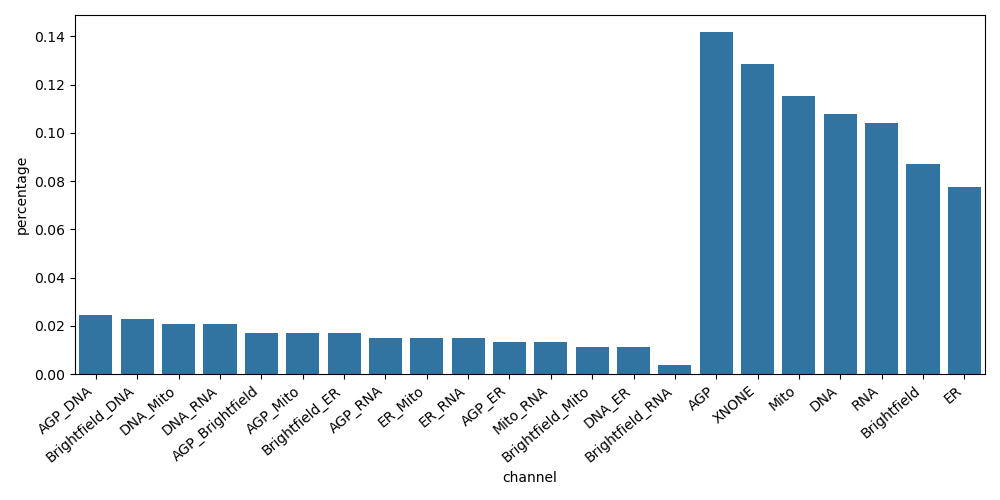 percentage
0.14
0.12
0.10
0.08
0.06
0.04
0.02
0.00
AGP_DNA
Brightfield_DNA
DNA_Mito
DNA_RNA
AGP_Brightfield
AGP_Mito
Brightfield_ER
AGP_RNA
ER_Mito
ER_RNA
AGP_ER
Mito_RNA
Brightfield_Mito
DNA_ER
Brightfield_RNA
AGP
XNONE
Mito
DNA
RNA
Brightfield
ER
channel